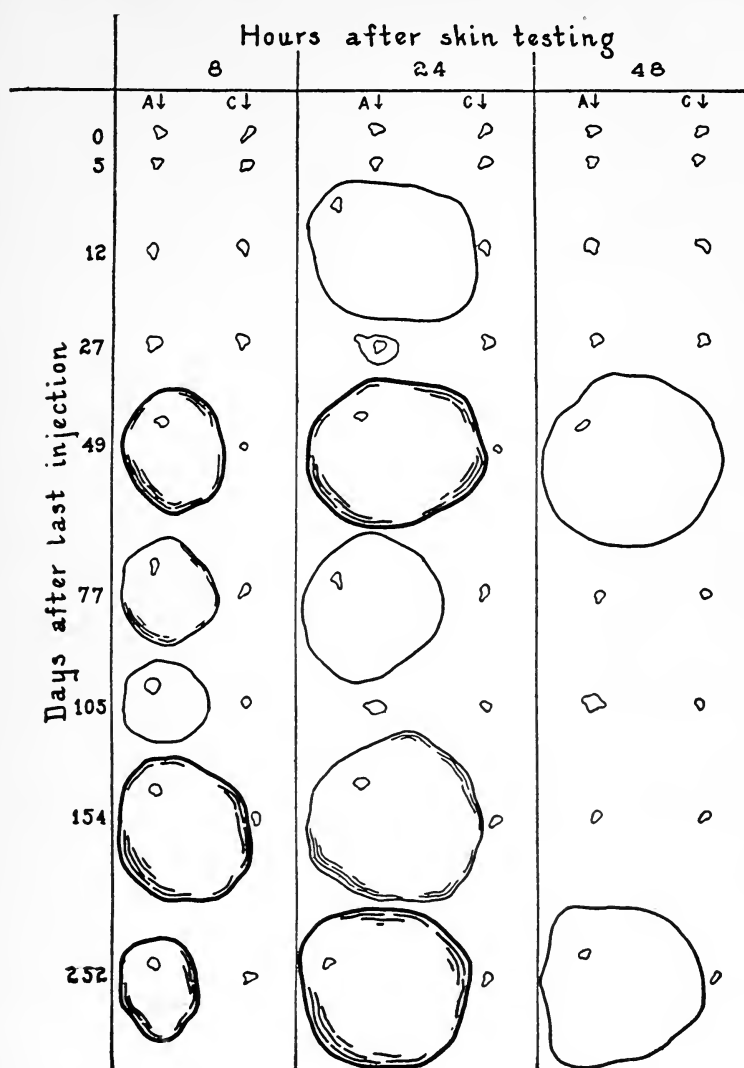 Hours after skin testing
8 24 48
A↓ C↓ A↓ C↓ A↓ C↓
Days after last injection
0
5
12
27
49
77
105
154
252